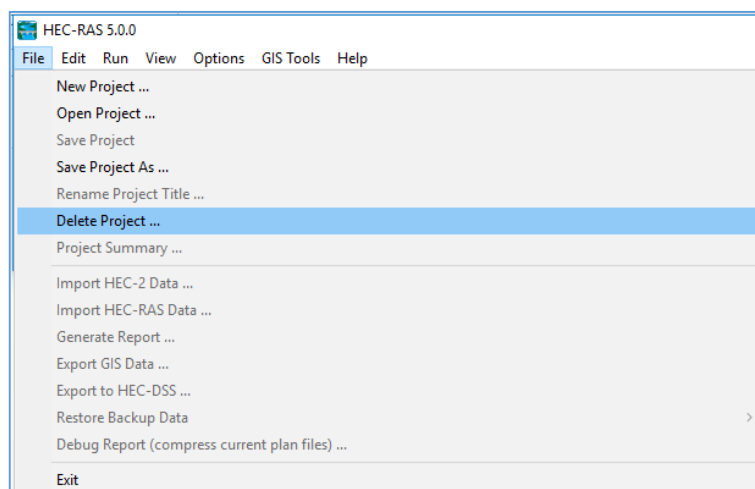 HEC-RAS 5.0.0
File Edit Run View Options GIS Tools Help
New Project ...
Open Project ...
Save Project
Save Project As ...
Rename Project Title ...
Delete Project ...
Project Summary ...
Import HEC-2 Data ...
Import HEC-RAS Data ...
Generate Report ...
Export GIS Data ...
Export to HEC-DSS ...
Restore Backup Data
Debug Report (compress current plan files) ...
Exit